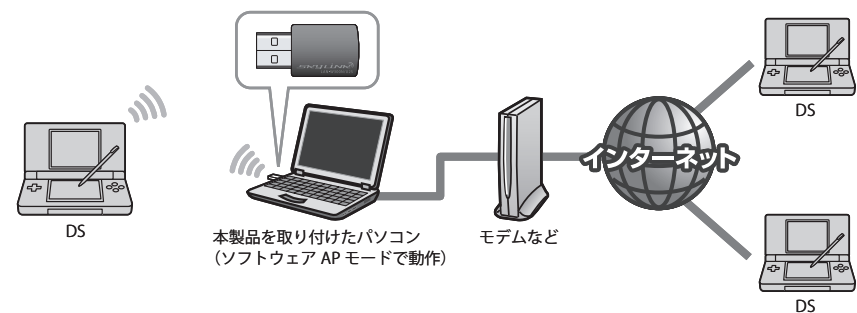 SKYLINK
DS
本製品を取り付けたパソコン
（ソフトウェア AP モードで動作）
モデムなど
インターネット
DS
DS